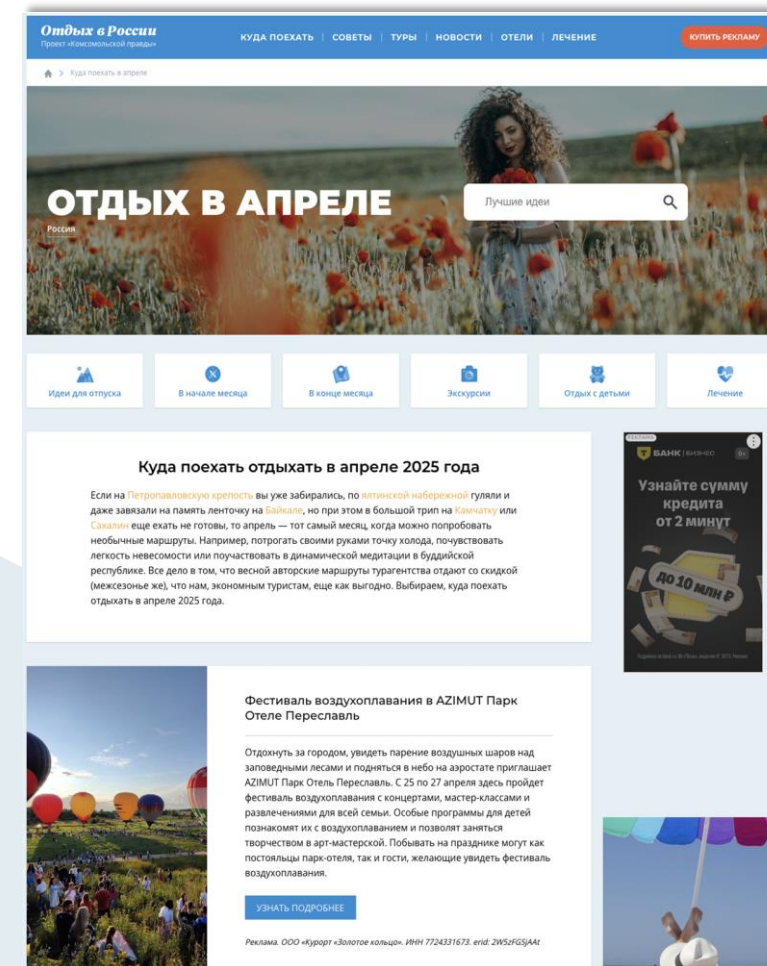 Отдых в России
Проект «Комсомольской правды»
КУДА ПОЕХАТЬ | СОВЕТЫ | ТУРЫ | НОВОСТИ | ОТЕЛИ | ЛЕЧЕНИЕ
КУПИТЬ РЕКЛАМУ
Куда поехать в апреле
ОТДЫХ В АПРЕЛЕ
Россия
Лучшие идеи
Идеи для отпуска
В начале месяца
В конце месяца
Экскурсии
Отдых с детьми
Лечение
Куда поехать отдыхать в апреле 2025 года
Если на Петропавловскую крепость вы уже забирались, по ялтинской набережной гуляли и
даже завязали на память ленточку на Байкале, но при этом в большой трип на Камчатку или
Сахалин еще ехать не готовы, то апрель — тот самый месяц, когда можно попробовать
необычные маршруты. Например, потрогать своими руками точку холода, почувствовать
легкость невесомости или поучаствовать в динамической медитации в буддийской
республике. Все дело в том, что весной авторские маршруты турагентства отдают со скидкой
(межсезонье же), что нам, экономным туристам, еще как выгодно. Выбираем, куда поехать
отдыхать в апреле 2025 года.
РЕКЛАМА
Т БАНК | БИЗНЕС
0+
Узнайте сумму
кредита
от 2 минут
ДО 10 МЛН ₽
Фестиваль воздухоплавания в AZIMUT Парк
Отеле Переславль
Отдохнуть за городом, увидеть парение воздушных шаров над
заповедными лесами и подняться в небо на аэростате приглашает
AZIMUT Парк Отель Переславль. С 25 по 27 апреля здесь пройдет
фестиваль воздухоплавания с концертами, мастер-классами и
развлечениями для всей семьи. Особые программы для детей
познакомят их с воздухоплаванием и позволят заняться
творчеством в арт-мастерской. Побывать на празднике могут как
постояльцы парк-отеля, так и гости, желающие увидеть фестиваль
воздухоплавания.
УЗНАТЬ ПОДРОБНЕЕ
Реклама. ООО «Курорт «Золотое кольцо». ИНН 7724331673. erid: 2W5zFG5jAAt